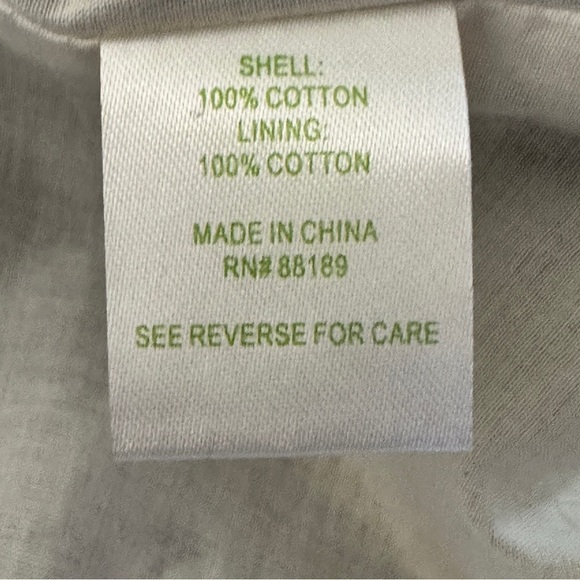 SHELL:
100% COTTON
LINING:
100% COTTON
MADE IN CHINA
RN# 88189
SEE REVERSE FOR CARE